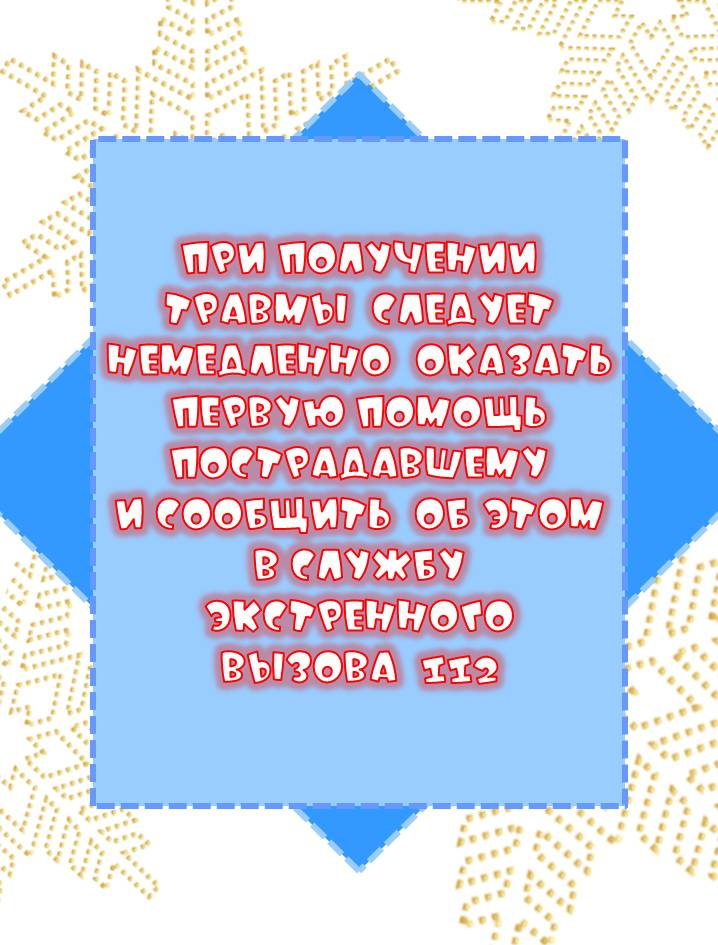 ПРИ ПОЛУЧЕНИИ
ТРАВМЫ СЛЕДУЕТ
НЕМЕДЛЕННО ОКАЗАТЬ
ПЕРВУЮ ПОМОЩЬ
ПОСТРАДАВШЕМУ
И СООБЩИТЬ ОБ ЭТОМ
В СЛУЖБУ
ЭКСТРЕННОГО
ВЫЗОВА 112